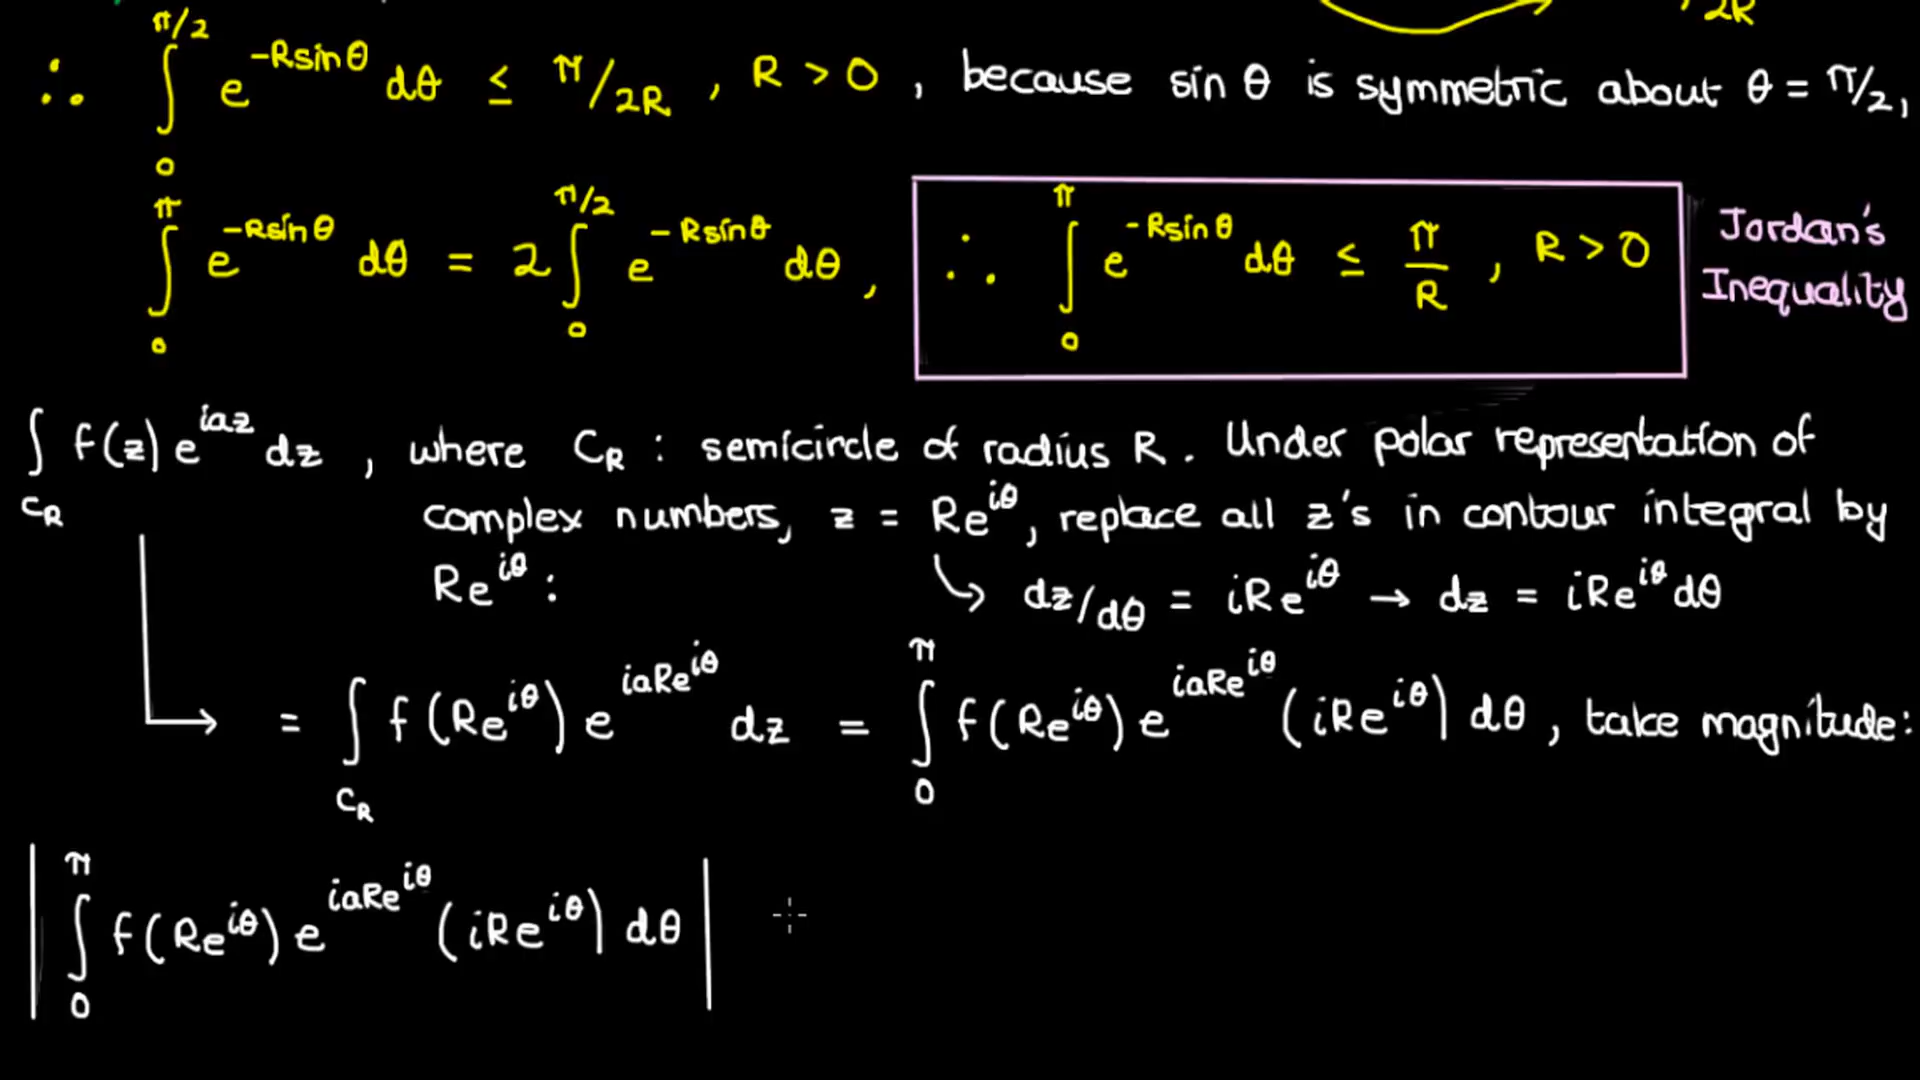 2R
∴ ∫₀^{π/2} e^{-Rsinθ} dθ ≤ π/2R , R > 0 , because sin θ is symmetric about θ = π/2,
∫₀^{π} e^{-Rsinθ} dθ = 2 ∫₀^{π/2} e^{-Rsinθ} dθ , ∴ ∫₀^{π} e^{-Rsinθ} dθ ≤ π/R , R > 0 Jordan's
Inequality
∫_{C_R} f(z) e^{iaz} dz , where C_R : semicircle of radius R . Under polar representation of
complex numbers, z = Re^{iθ}, replace all z's in contour integral by
Re^{iθ} : ↳ dz/dθ = iRe^{iθ} → dz = iRe^{iθ} dθ
= ∫_{C_R} f(Re^{iθ}) e^{iaRe^{iθ}} dz = ∫₀^{π} f(Re^{iθ}) e^{iaRe^{iθ}} (iRe^{iθ}) dθ , take magnitude:
| ∫₀^{π} f(Re^{iθ}) e^{iaRe^{iθ}} (iRe^{iθ}) dθ |